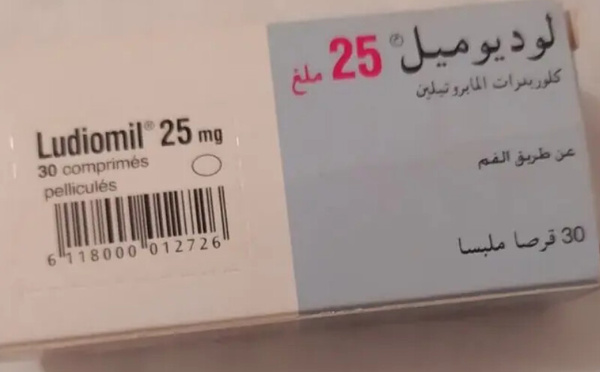 Ludiomil® 25 mg
30 comprimés
pelliculés
6 118000 012726
لوديوميل® 25 ملغ
كلوريدرات المابروتيلين
عن طريق الفم
30 قرصا ملبسا